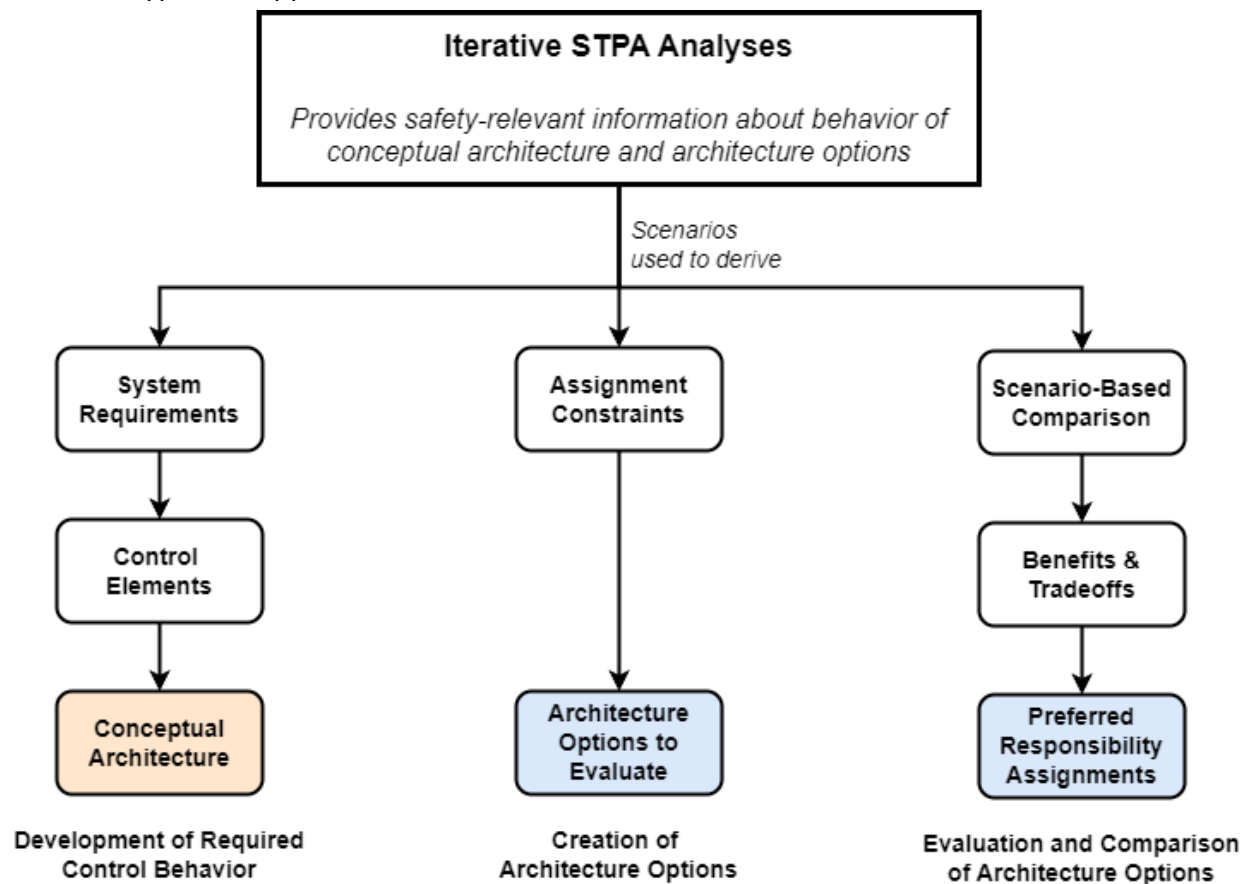 Iterative STPA Analyses
Provides safety-relevant information about behavior of
conceptual architecture and architecture options
Scenarios
used to derive
System
Requirements
Control
Elements
Conceptual
Architecture
Development of Required
Control Behavior
Assignment
Constraints
Architecture
Options to
Evaluate
Creation of
Architecture Options
Scenario-Based
Comparison
Benefits &
Tradeoffs
Preferred
Responsibility
Assignments
Evaluation and Comparison
of Architecture Options